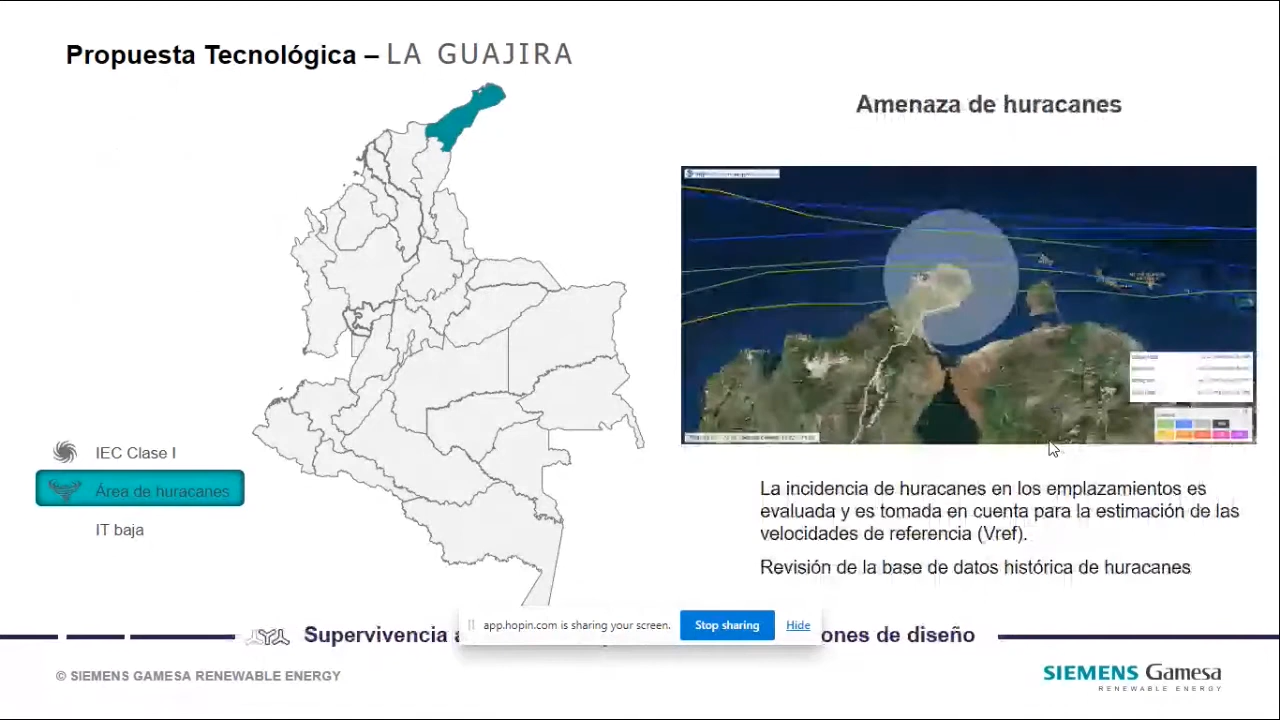 Propuesta Tecnológica – LA GUAJIRA
Amenaza de huracanes
IEC Clase I
Área de huracanes
IT baja
La incidencia de huracanes en los emplazamientos es
evaluada y es tomada en cuenta para la estimación de las
velocidades de referencia (Vref).
Revisión de la base de datos histórica de huracanes
Supervivencia
app.hopin.com is sharing your screen.
Stop sharing
Hide
ones de diseño
© SIEMENS GAMESA RENEWABLE ENERGY
SIEMENS Gamesa
RENEWABLE ENERGY